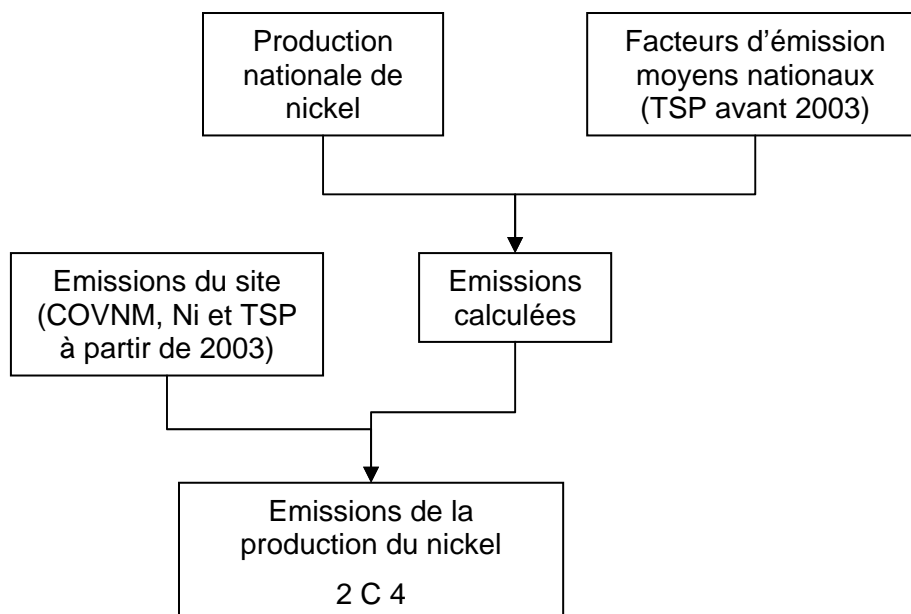 Production
nationale de
nickel
Facteurs d’émission
moyens nationaux
(TSP avant 2003)
Emissions du site
(COVNM, Ni et TSP
à partir de 2003)
Emissions
calculées
Emissions de la
production du nickel
2 C 4